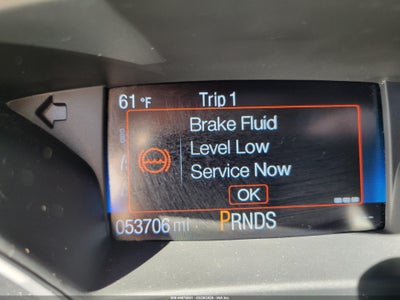 61 °F Trip 1
Brake Fluid
Level Low
Service Now
OK
053706 mi PRNDS